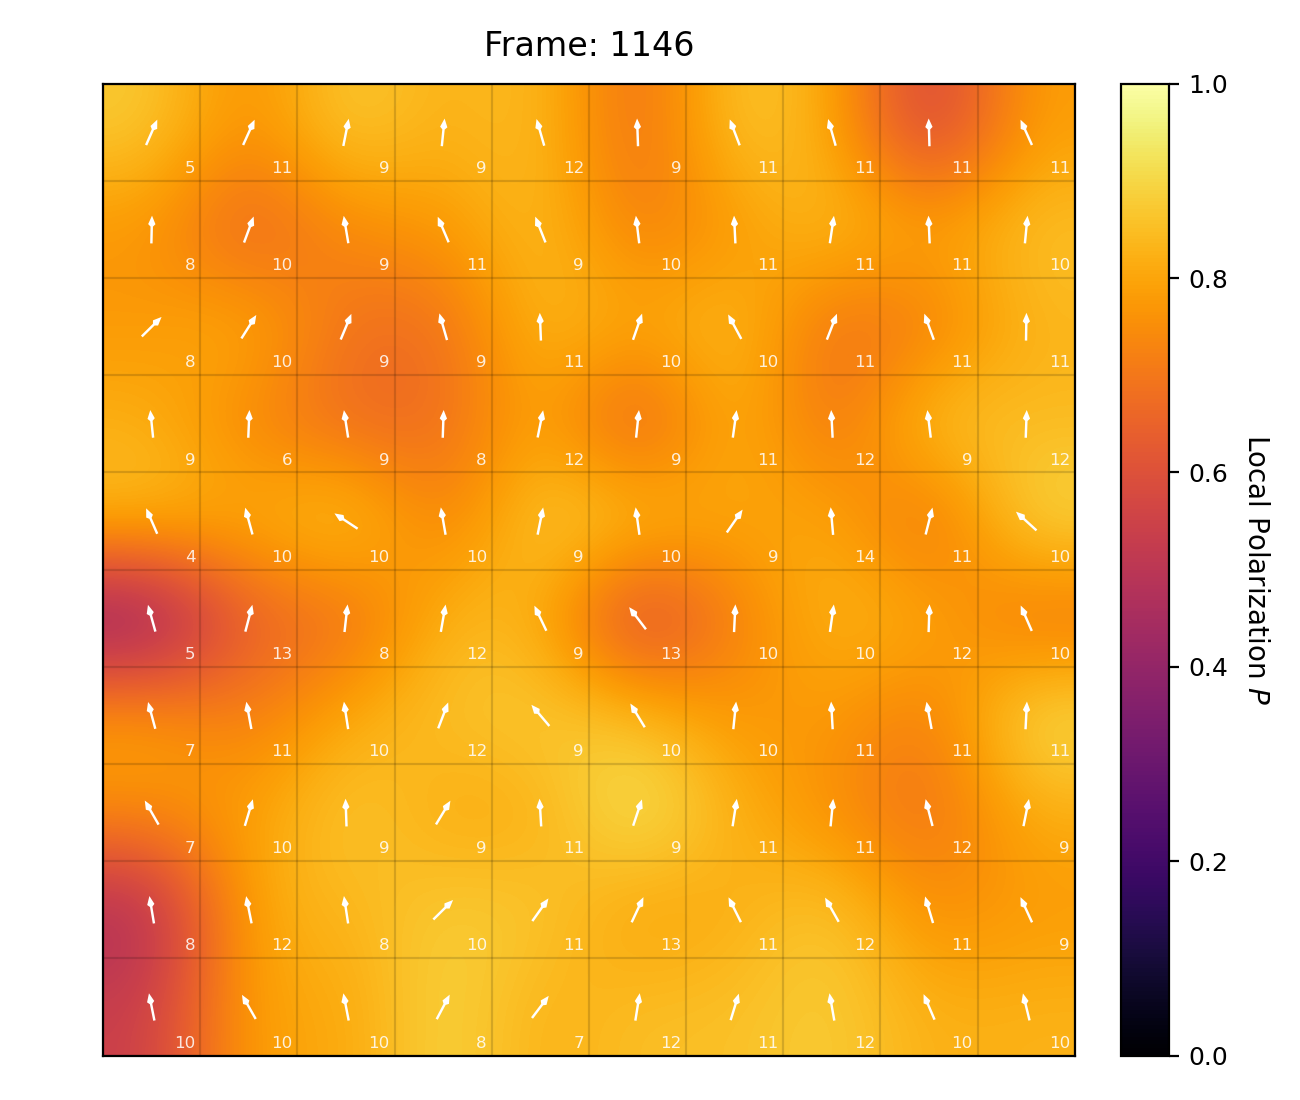 Frame: 1146
5 11 9 9 12 9 11 11 11 11
8 10 9 11 9 10 11 11 11 10
8 10 9 9 11 10 10 11 11 11
9 6 9 8 12 9 11 12 9 12
4 10 10 10 9 10 9 14 11 10
5 13 8 12 9 13 10 10 12 10
7 11 10 12 9 10 10 11 11 11
7 10 9 9 11 9 11 11 12 9
8 12 8 10 11 13 11 12 11 9
10 10 10 8 7 12 11 12 10 10
1.0
0.8
0.6
0.4
0.2
0.0
Local Polarization P